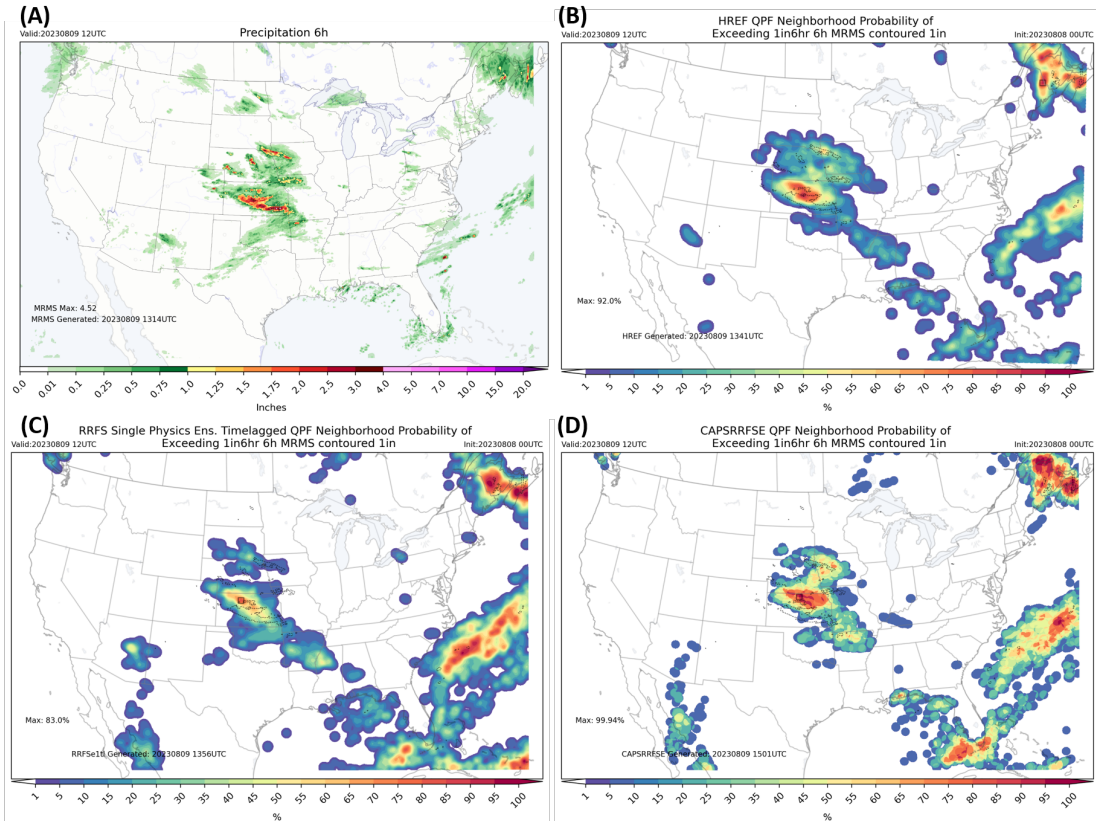 (A)
Precipitation 6h
Valid:20230809 12UTC
MRMS Max: 4.52
MRMS Generated: 20230809 1314UTC
0.0 0.01 0.1 0.25 0.5 0.75 1.0 1.25 1.5 1.75 2.0 2.5 3.0 4.0 5.0 7.0 10.0 15.0 20.0
Inches
(B)
HREF QPF Neighborhood Probability of
Valid:20230809 12UTC Exceeding 1in6hr 6h MRMS contoured 1in Init:20230808 00UTC
Max: 92.0%
HREF Generated: 20230809 1341UTC
1 5 10 15 20 25 30 35 40 45 50 55 60 65 70 75 80 85 90 95 100
%
(C)
RRFS Single Physics Ens. Timelagged QPF Neighborhood Probability of
Valid:20230809 12UTC Exceeding 1in6hr 6h MRMS contoured 1in Init:20230808 00UTC
Max: 83.0%
RRFSe1tl Generated: 20230809 1356UTC
1 5 10 15 20 25 30 35 40 45 50 55 60 65 70 75 80 85 90 95 100
%
(D)
CAPSRRFSE QPF Neighborhood Probability of
Valid:20230809 12UTC Exceeding 1in6hr 6h MRMS contoured 1in Init:20230808 00UTC
Max: 99.94%
CAPSRRFSE Generated: 20230809 1501UTC
1 5 10 15 20 25 30 35 40 45 50 55 60 65 70 75 80 85 90 95 100
%